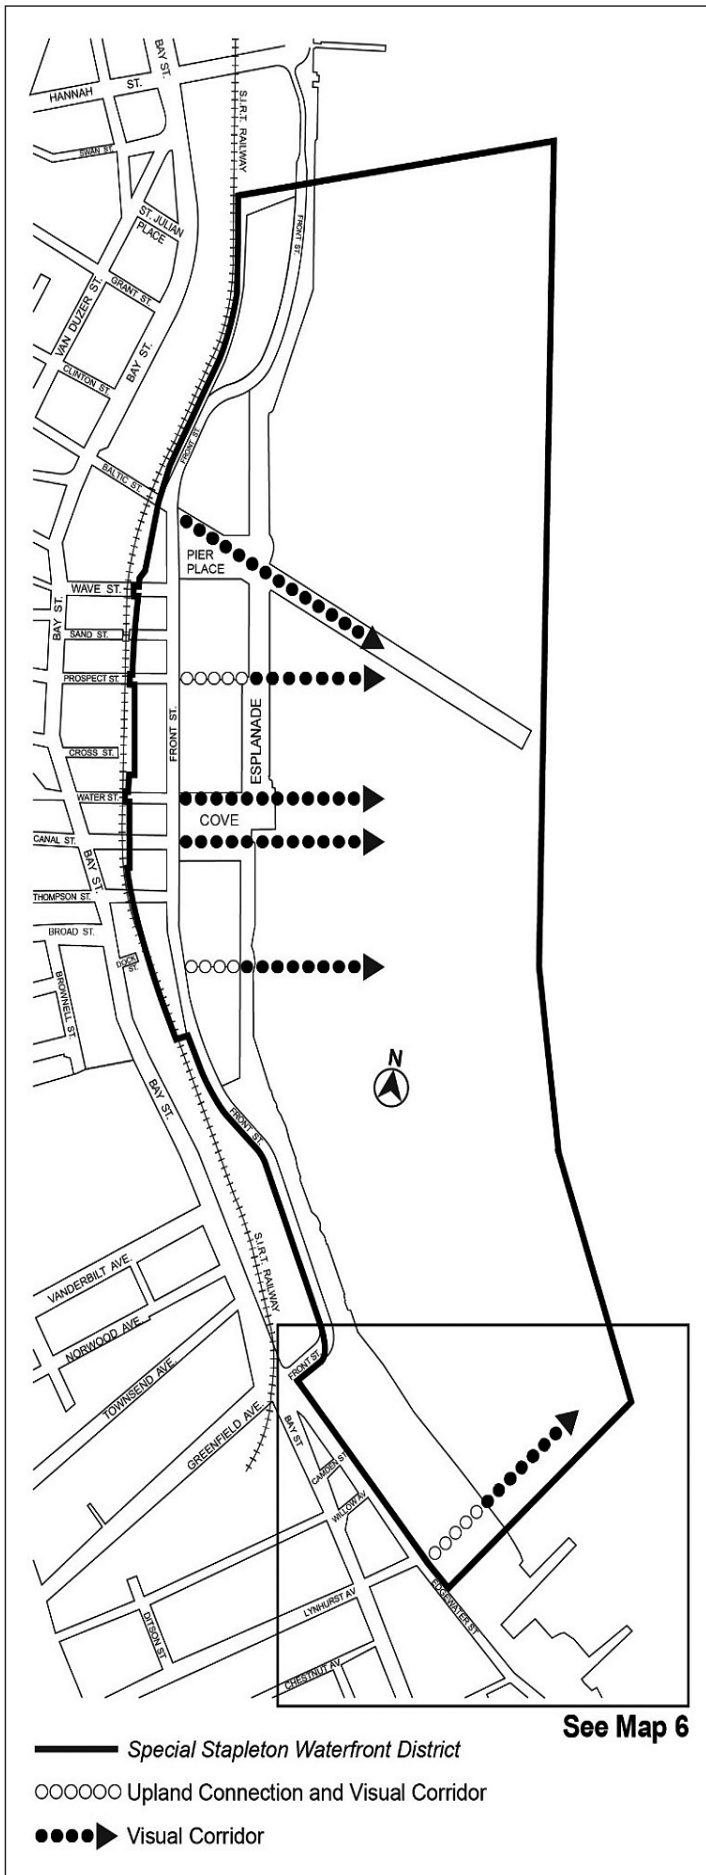 BAY ST.
HANNAH ST.
S.I.R.T. RAILWAY
SWAN ST.
ST. JULIAN
PLACE
FRONT ST.
GRANT ST.
VAN DUZER ST.
BAY ST.
CLINTON ST.
FRONT ST.
BALTIC ST.
PIER
PLACE
WAVE ST.
BAY ST.
SAND ST.
PROSPECT ST.
FRONT ST.
ESPLANADE
CROSS ST.
WATER ST.
COVE
CANAL ST.
BAY ST.
THOMPSON ST.
BROAD ST.
DOCK
ST.
BROWNELL ST.
N
BAY ST.
FRONT ST.
S.I.R.T. RAILWAY
VANDERBILT AVE.
NORWOOD AVE.
TOWNSEND AVE.
GREENFIELD AVE.
FRONT ST.
BAY ST
CAMDEN ST
WILLOW AV
EDGEWATER ST
LYNHURST AV
DITSON ST
CHESTNUT AV
See Map 6
Special Stapleton Waterfront District
Upland Connection and Visual Corridor
Visual Corridor